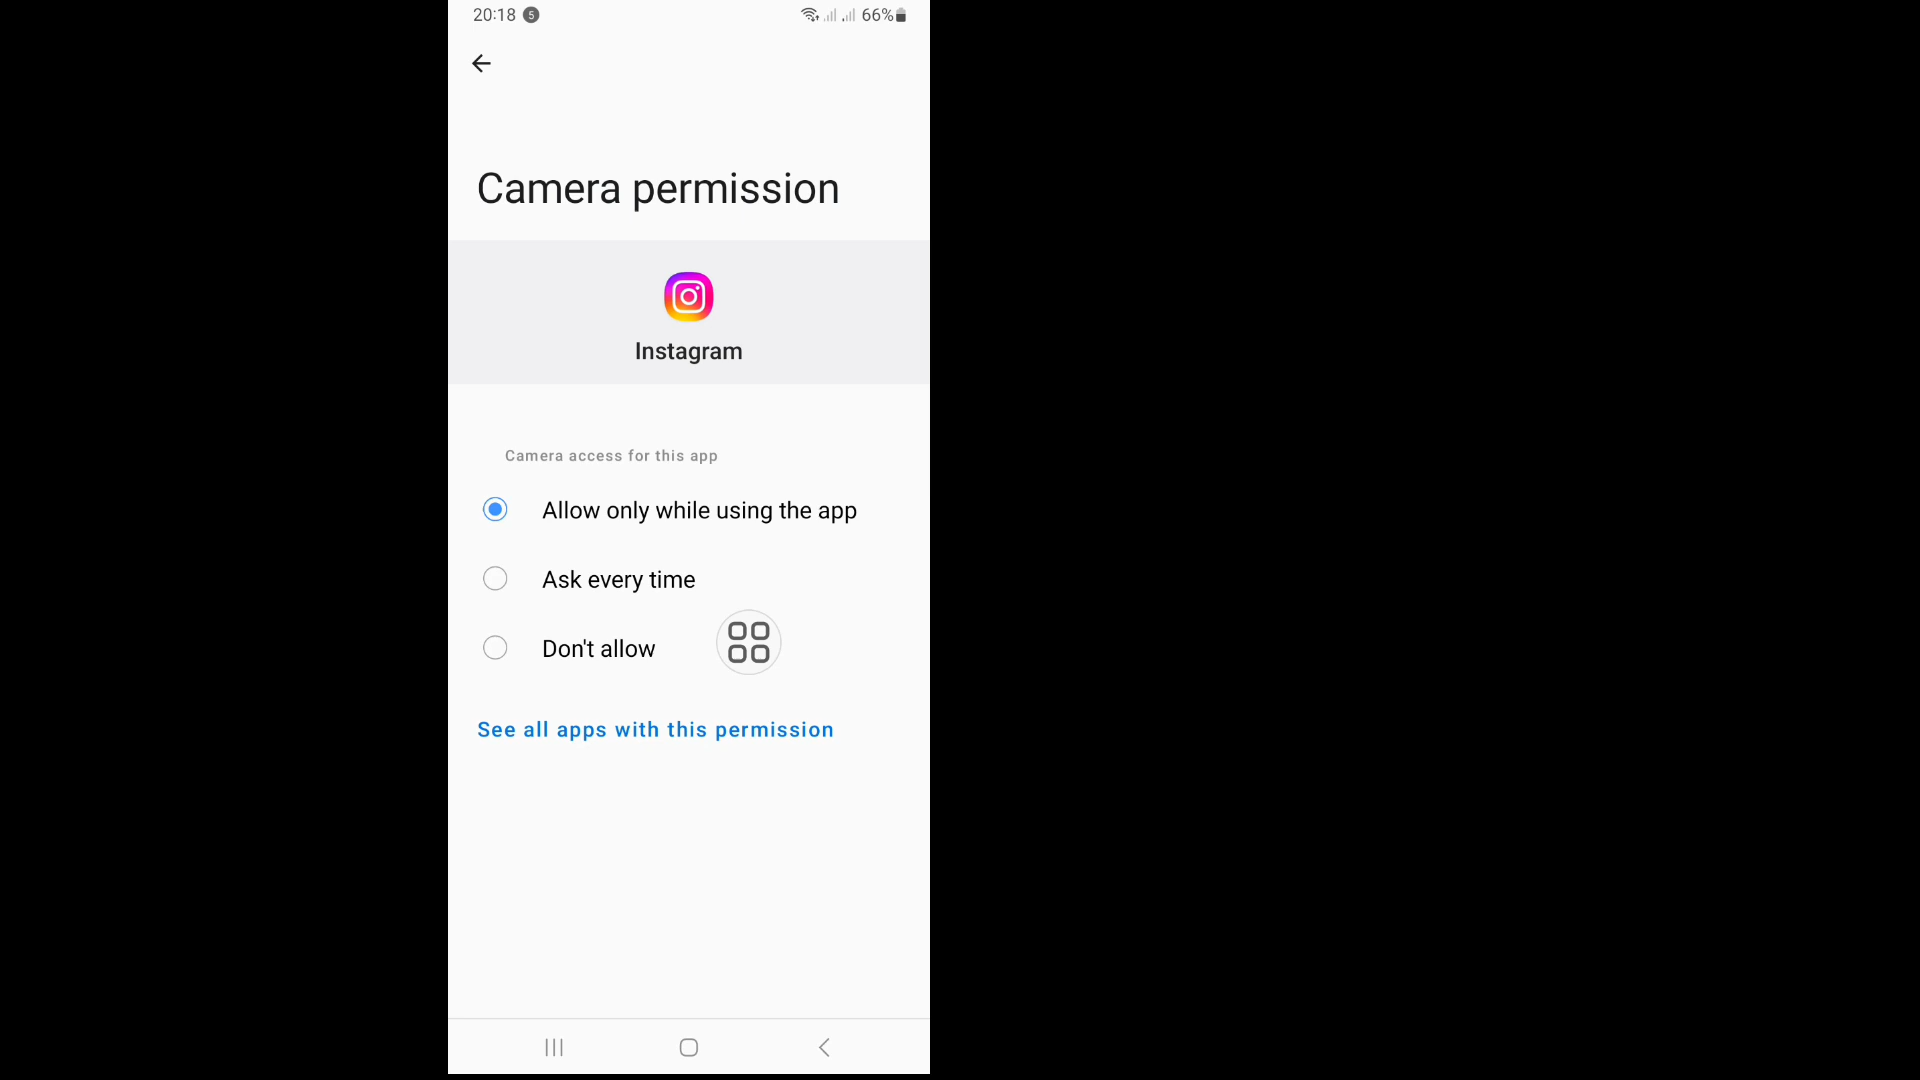 20:18 5 66%
Camera permission
Instagram
Camera access for this app
Allow only while using the app
Ask every time
Don't allow
See all apps with this permission